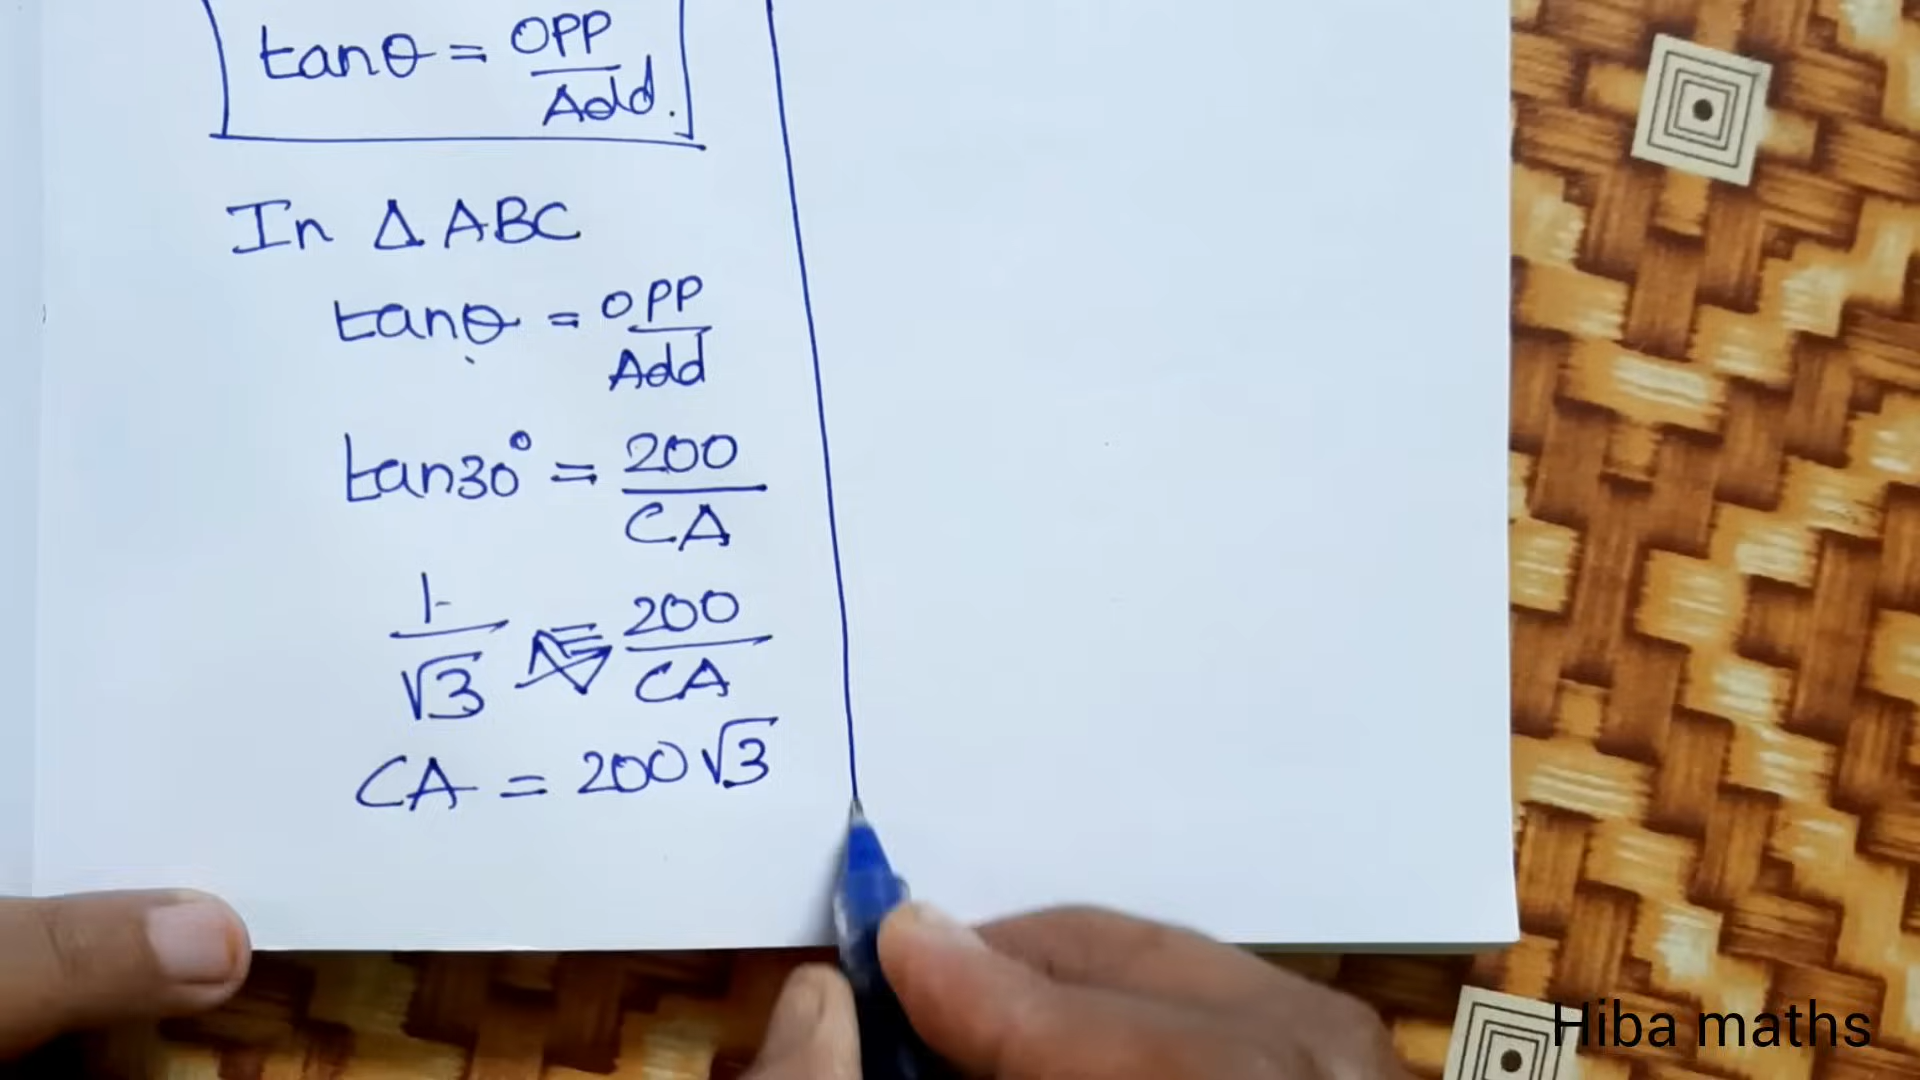 tanθ = OPP/Add.
In Δ ABC
tanθ = OPP/Add
tan30° = 200/CA
1/√3 = 200/CA
CA = 200√3
Hiba maths